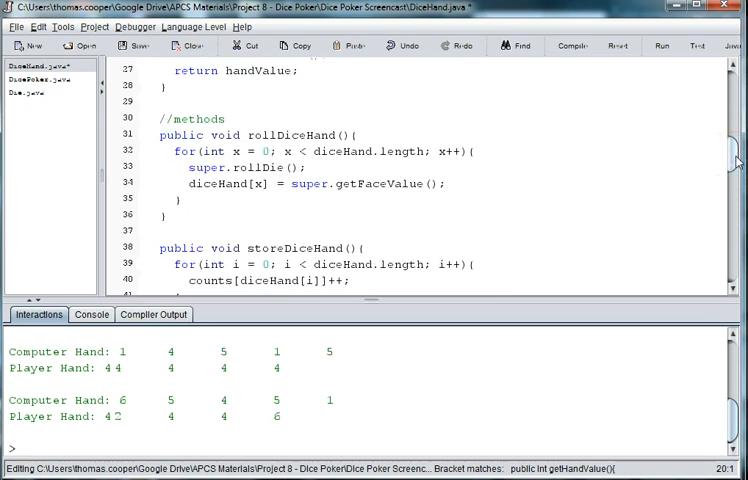 C:\Users\thomas.cooper\Google Drive\APCS Materials\Project 8 - Dice Poker\Dice Poker Screencast\DiceHand.java *
File Edit Tools Project Debugger Language Level Help
New Open Save Close Cut Copy Paste Undo Redo Find Compile Reset Run Test Java
DiceHand.java*
DicePoker.java
Die.java
27 return handValue;
28 }
29
30 //methods
31 public void rollDiceHand(){
32 for(int x = 0; x < diceHand.length; x++){
33 super.rollDie();
34 diceHand[x] = super.getFaceValue();
35 }
36 }
37
38 public void storeDiceHand(){
39 for(int i = 0; i < diceHand.length; i++){
40 counts[diceHand[i]]++;
Interactions Console Compiler Output
Computer Hand: 1 4 5 1 5
Player Hand: 4 4 4 4 4
Computer Hand: 6 5 4 5 1
Player Hand: 4 2 4 4 6
>
Editing C:\Users\thomas.cooper\Google Drive\APCS Materials\Project 8 - Dice Poker\Dice Poker Screenc... Bracket matches: public int getHandValue(){ 20:1